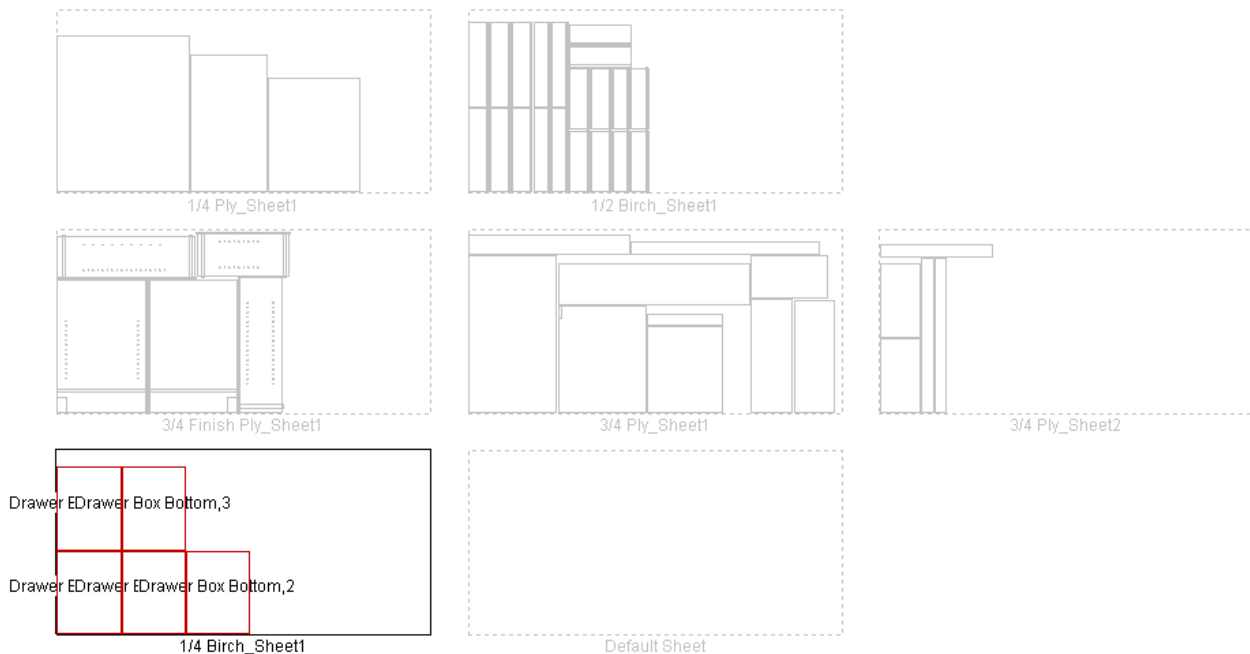 1/4 Ply_Sheet1
1/2 Birch_Sheet1
3/4 Finish Ply_Sheet1
3/4 Ply_Sheet1
3/4 Ply_Sheet2
Drawer EDrawer Box Bottom,3
Drawer EDrawer EDrawer Box Bottom,2
1/4 Birch_Sheet1
Default Sheet